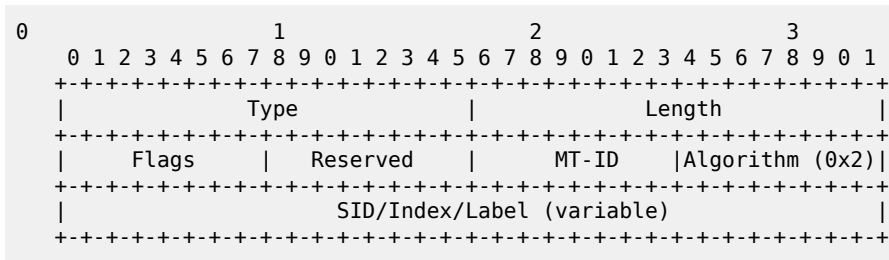 0                   1                   2                   3
    0 1 2 3 4 5 6 7 8 9 0 1 2 3 4 5 6 7 8 9 0 1 2 3 4 5 6 7 8 9 0 1
   +-+-+-+-+-+-+-+-+-+-+-+-+-+-+-+-+-+-+-+-+-+-+-+-+-+-+-+-+-+-+-+-+
   |              Type             |             Length            |
   +-+-+-+-+-+-+-+-+-+-+-+-+-+-+-+-+-+-+-+-+-+-+-+-+-+-+-+-+-+-+-+-+
   |     Flags     |   Reserved    |      MT-ID    |Algorithm (0x2)|
   +-+-+-+-+-+-+-+-+-+-+-+-+-+-+-+-+-+-+-+-+-+-+-+-+-+-+-+-+-+-+-+-+
   |                     SID/Index/Label (variable)                |
   +-+-+-+-+-+-+-+-+-+-+-+-+-+-+-+-+-+-+-+-+-+-+-+-+-+-+-+-+-+-+-+-+